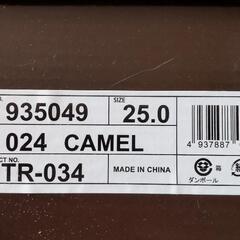 NO.
SIZE
935049
25.0
024 CAMEL
CT NO.
TR-034
MADE IN CHINA
4 937887
ダンボール